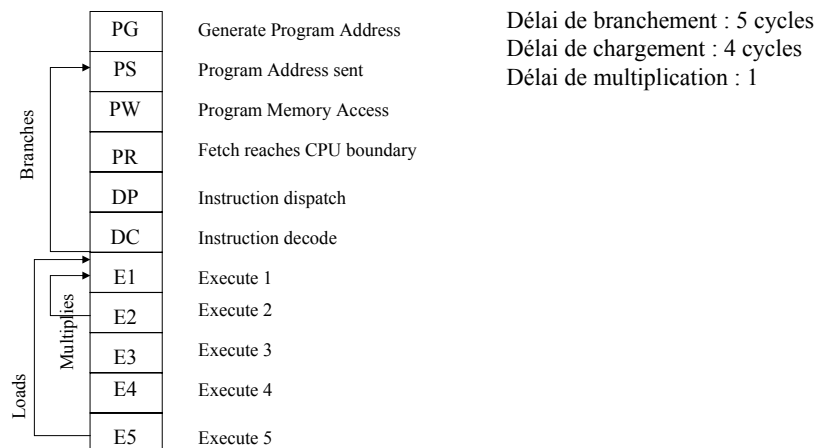 PG Generate Program Address
PS Program Address sent
PW Program Memory Access
PR Fetch reaches CPU boundary
DP Instruction dispatch
DC Instruction decode
E1 Execute 1
E2 Execute 2
E3 Execute 3
E4 Execute 4
E5 Execute 5
Branches
Multiplies
Loads
Délai de branchement : 5 cycles
Délai de chargement : 4 cycles
Délai de multiplication : 1